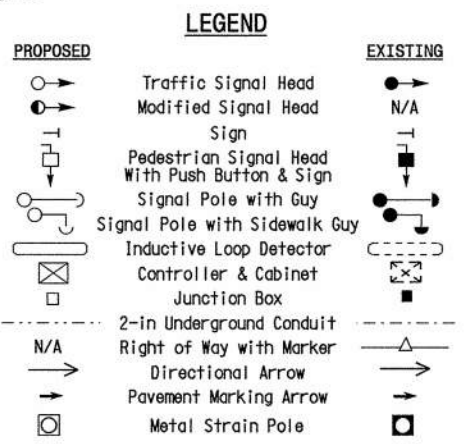 LEGEND
PROPOSED EXISTING
Traffic Signal Head
Modified Signal Head N/A
Sign
Pedestrian Signal Head
With Push Button & Sign
Signal Pole with Guy
Signal Pole with Sidewalk Guy
Inductive Loop Detector
Controller & Cabinet
Junction Box
2-in Underground Conduit
N/A Right of Way with Marker
Directional Arrow
Pavement Marking Arrow
Metal Strain Pole